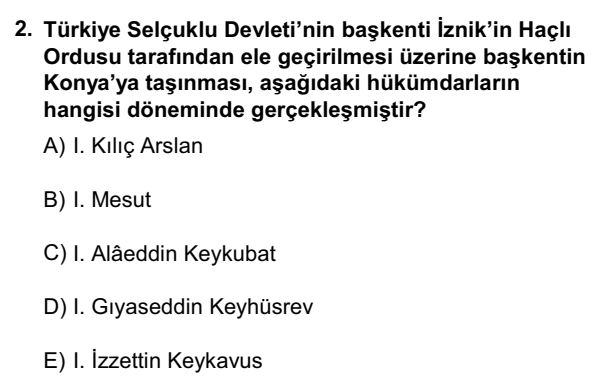 2. Türkiye Selçuklu Devleti’nin başkenti İznik’in Haçlı
Ordusu tarafından ele geçirilmesi üzerine başkentin
Konya’ya taşınması, aşağıdaki hükümdarların
hangisi döneminde gerçekleşmiştir?
A) I. Kılıç Arslan
B) I. Mesut
C) I. Alâeddin Keykubat
D) I. Gıyaseddin Keyhüsrev
E) I. İzzettin Keykavus